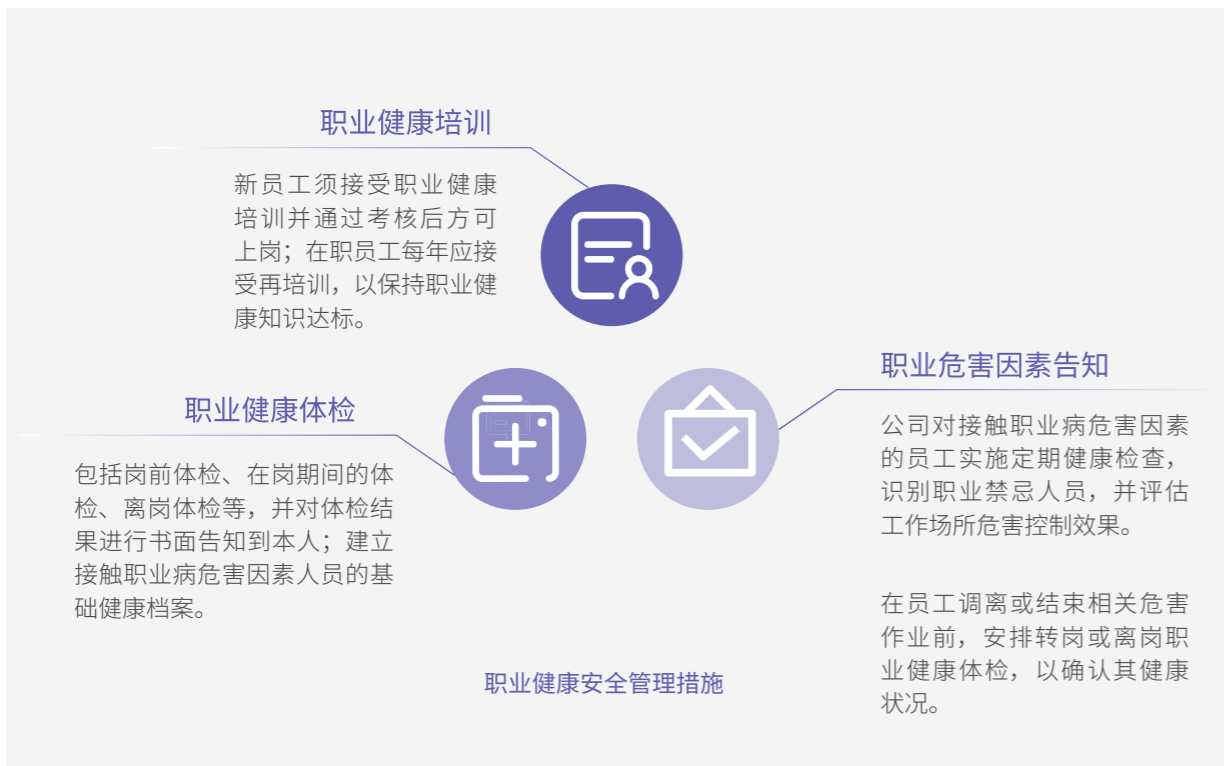 职业健康培训
新员工须接受职业健康
培训并通过考核后方可
上岗；在职员工每年应接
受再培训，以保持职业健
康知识达标。
职业健康体检
包括岗前体检、在岗期间的体
检、离岗体检等，并对体检结
果进行书面告知到本人；建立
接触职业病危害因素人员的基
础健康档案。
职业危害因素告知
公司对接触职业病危害因素
的员工实施定期健康检查，
识别职业禁忌人员，并评估
工作场所危害控制效果。
在员工调离或结束相关危害
作业前，安排转岗或离岗职
业健康体检，以确认其健康
状况。
职业健康安全管理措施